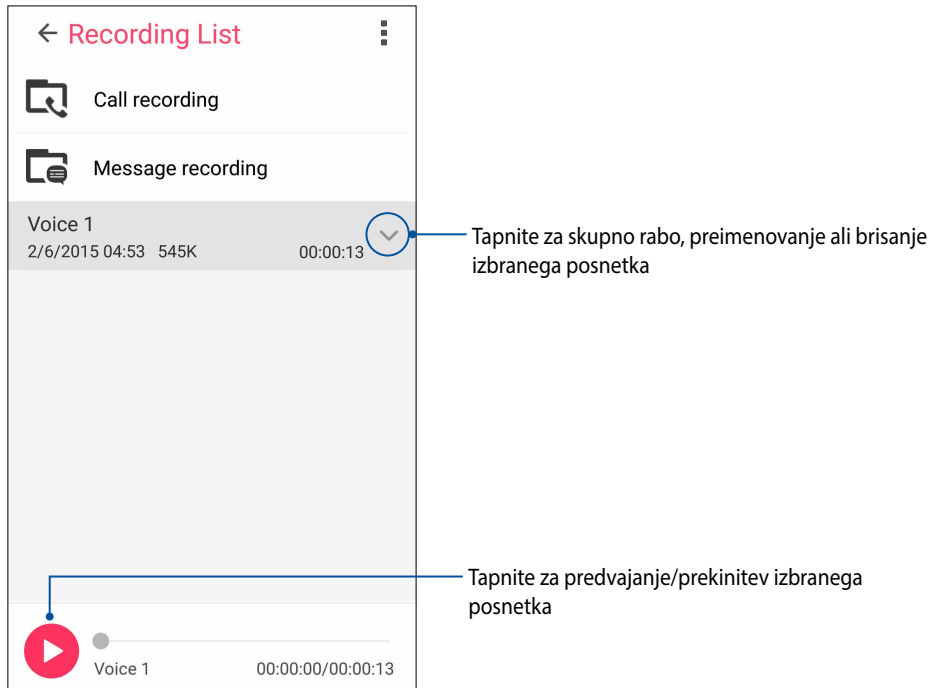 Recording List
Call recording
Message recording
Voice 1
2/6/2015 04:53 545K 00:00:13
Tapnite za skupno rabo, preimenovanje ali brisanje
izbranega posnetka
Tapnite za predvajanje/prekinitev izbranega
posnetka
Voice 1 00:00:00/00:00:13